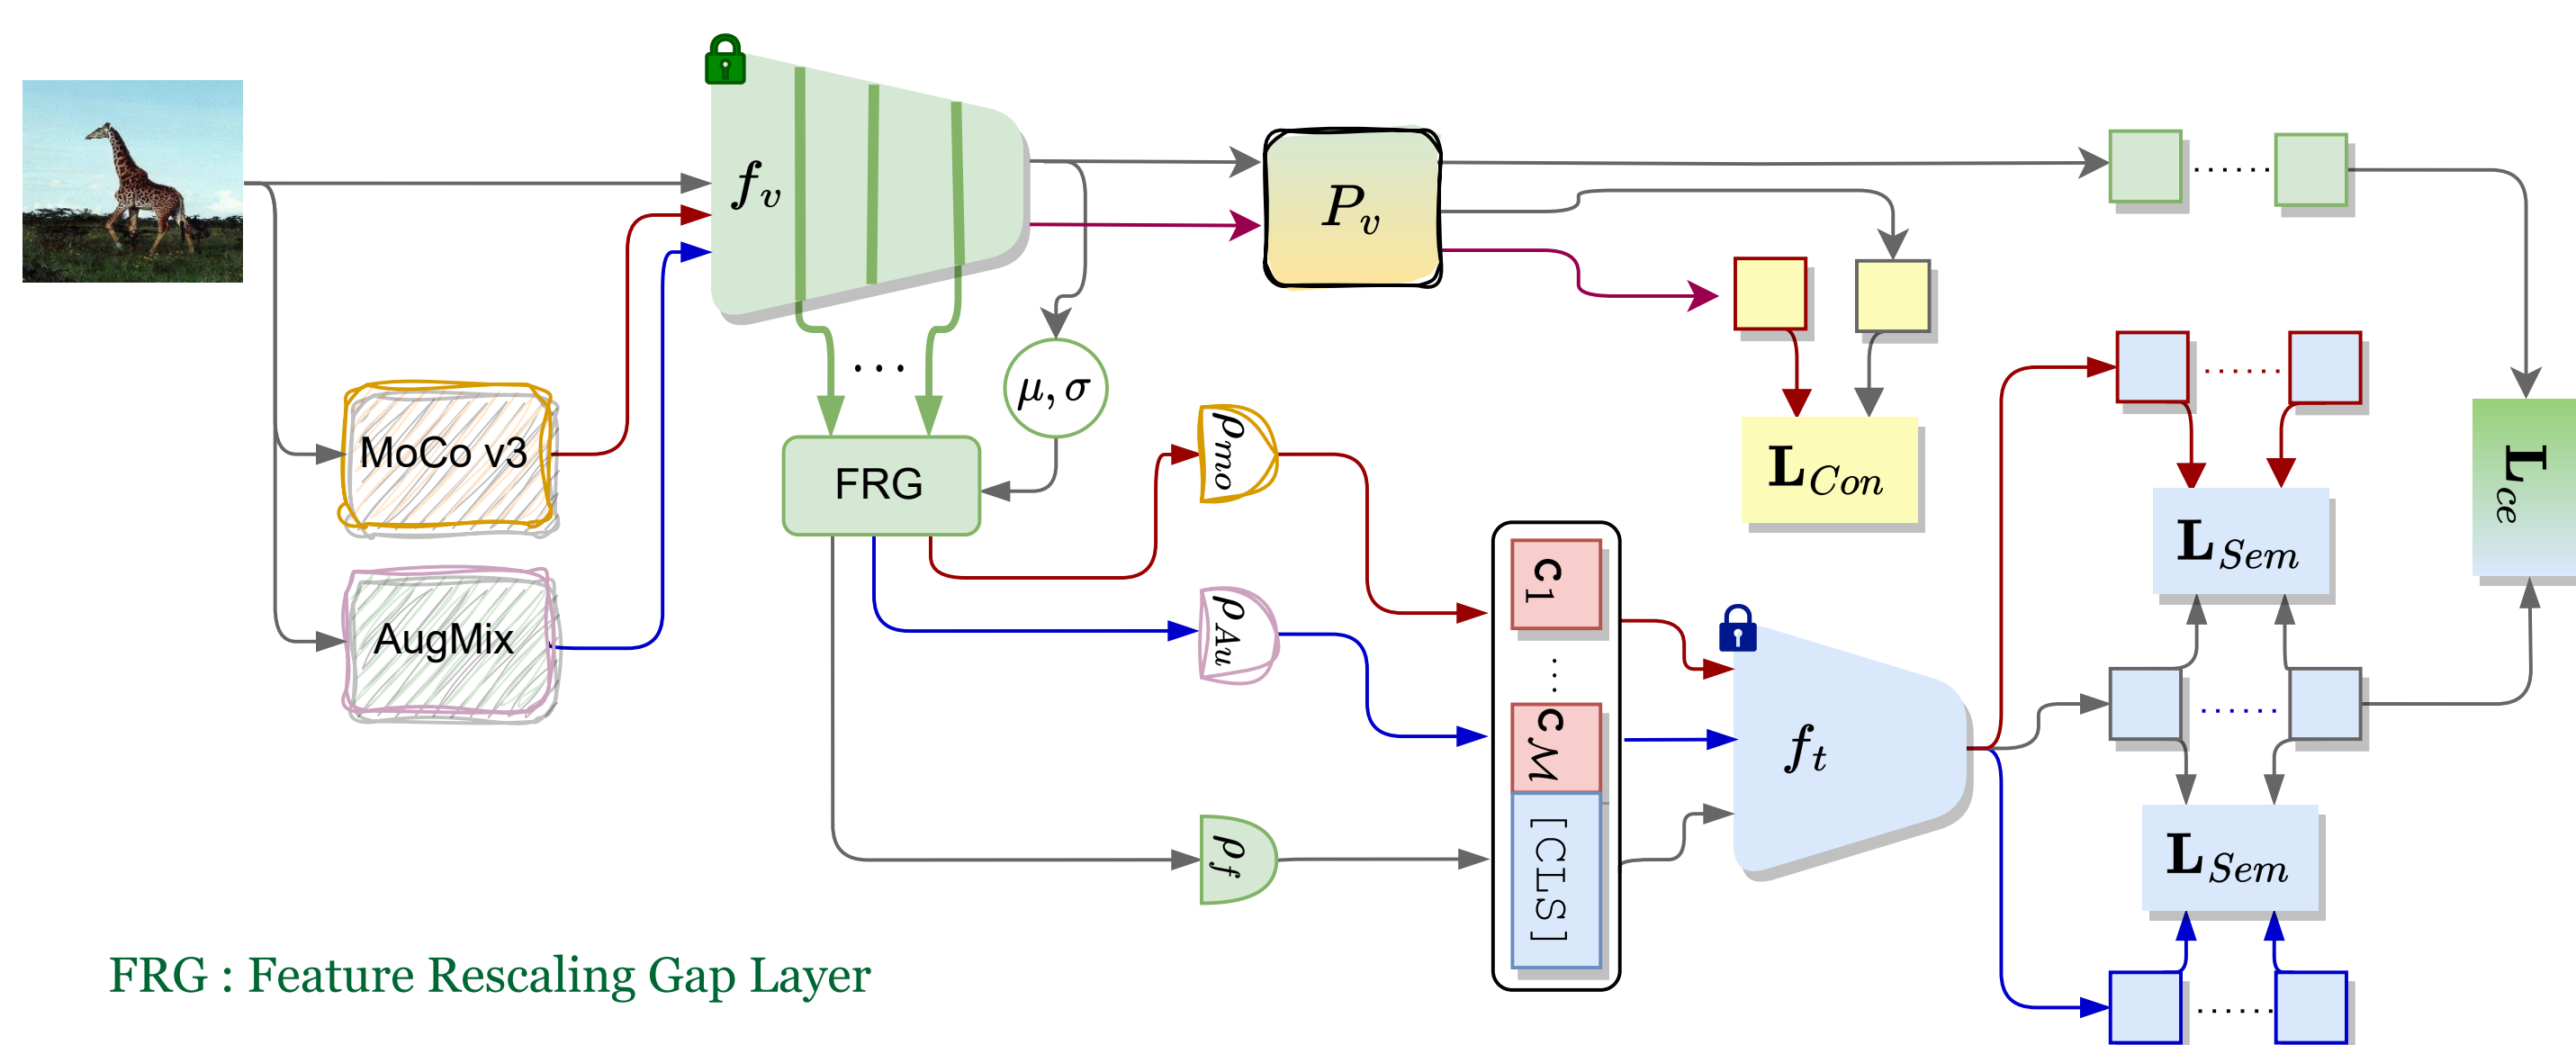 f_v
P_v
MoCo v3
AugMix
...
μ, σ
FRG
ρ_mo
ρ_Au
ρ_f
C_1
C_ℳ
[CLS]
f_t
L_Con
L_Sem
L_Sem
L_ce
FRG : Feature Rescaling Gap Layer